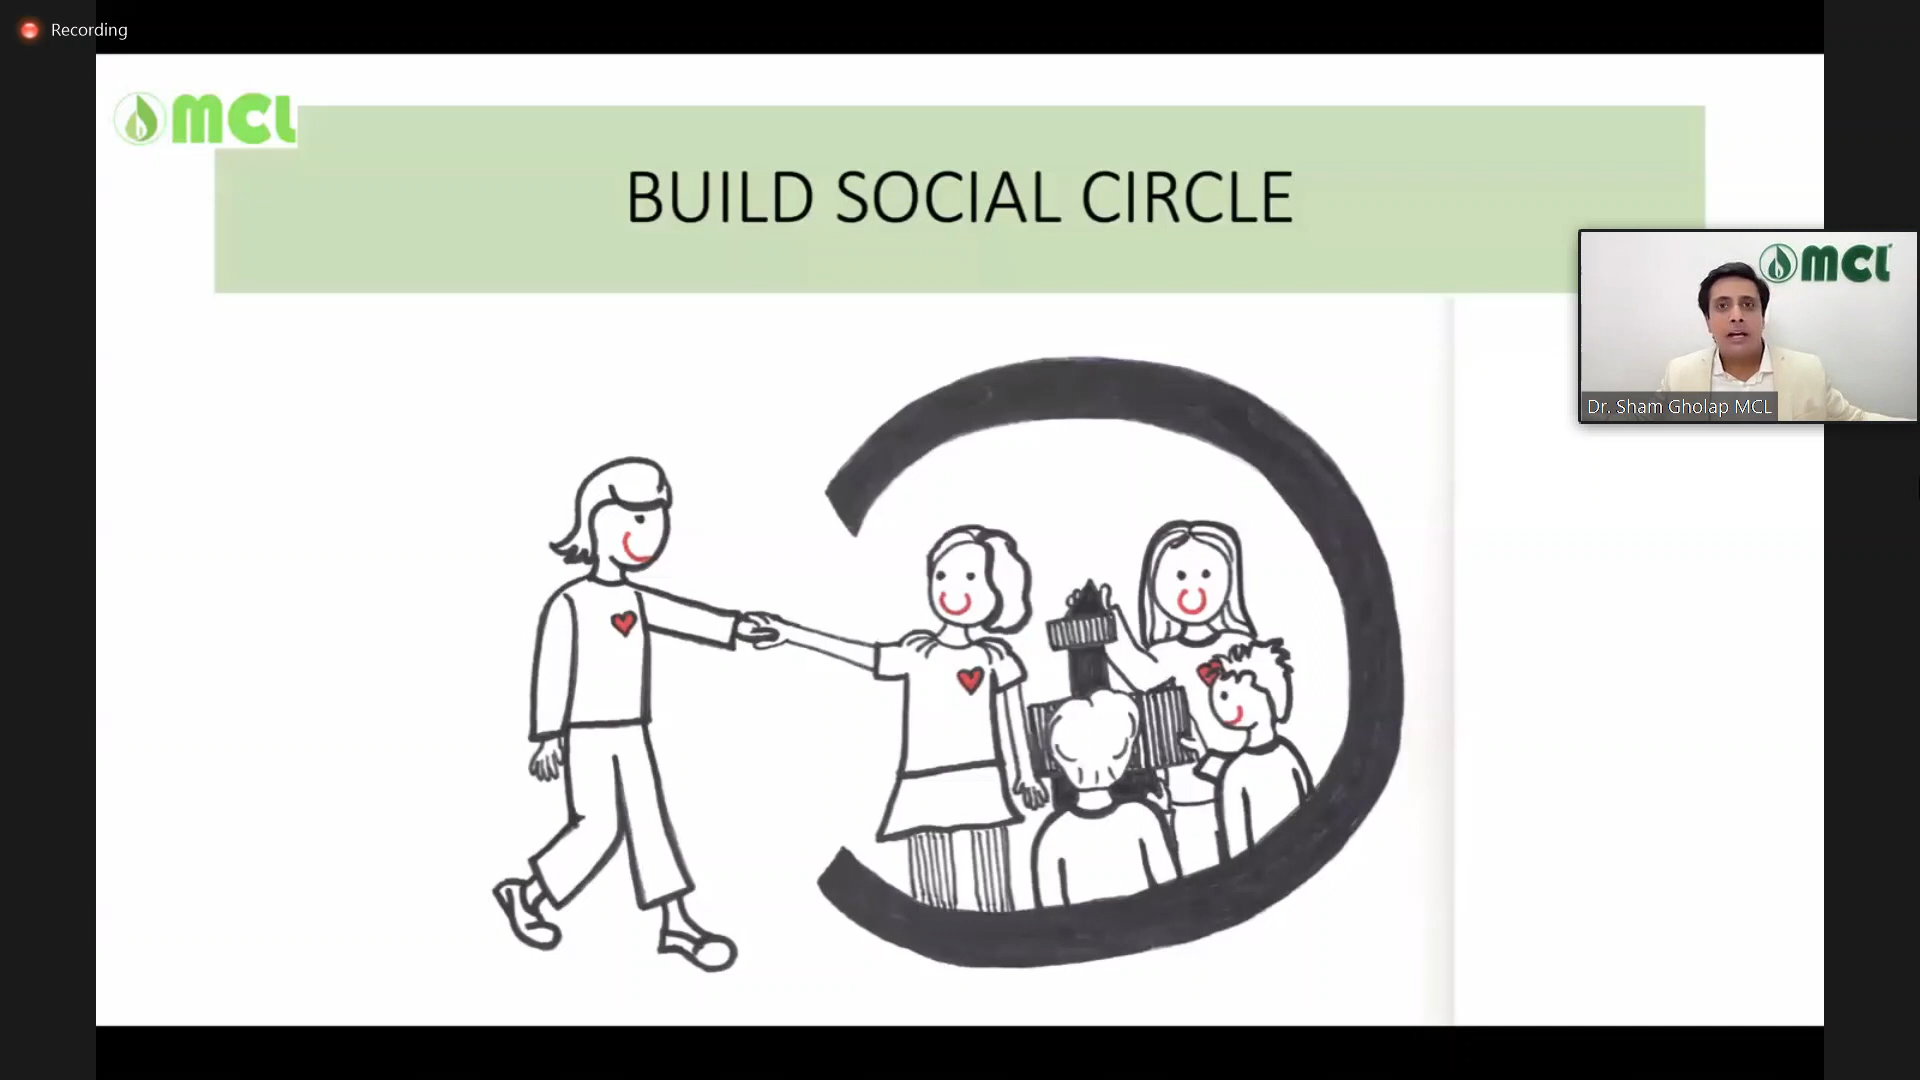 Recording
MCL
BUILD SOCIAL CIRCLE
MCL
Dr. Sham Gholap MCL